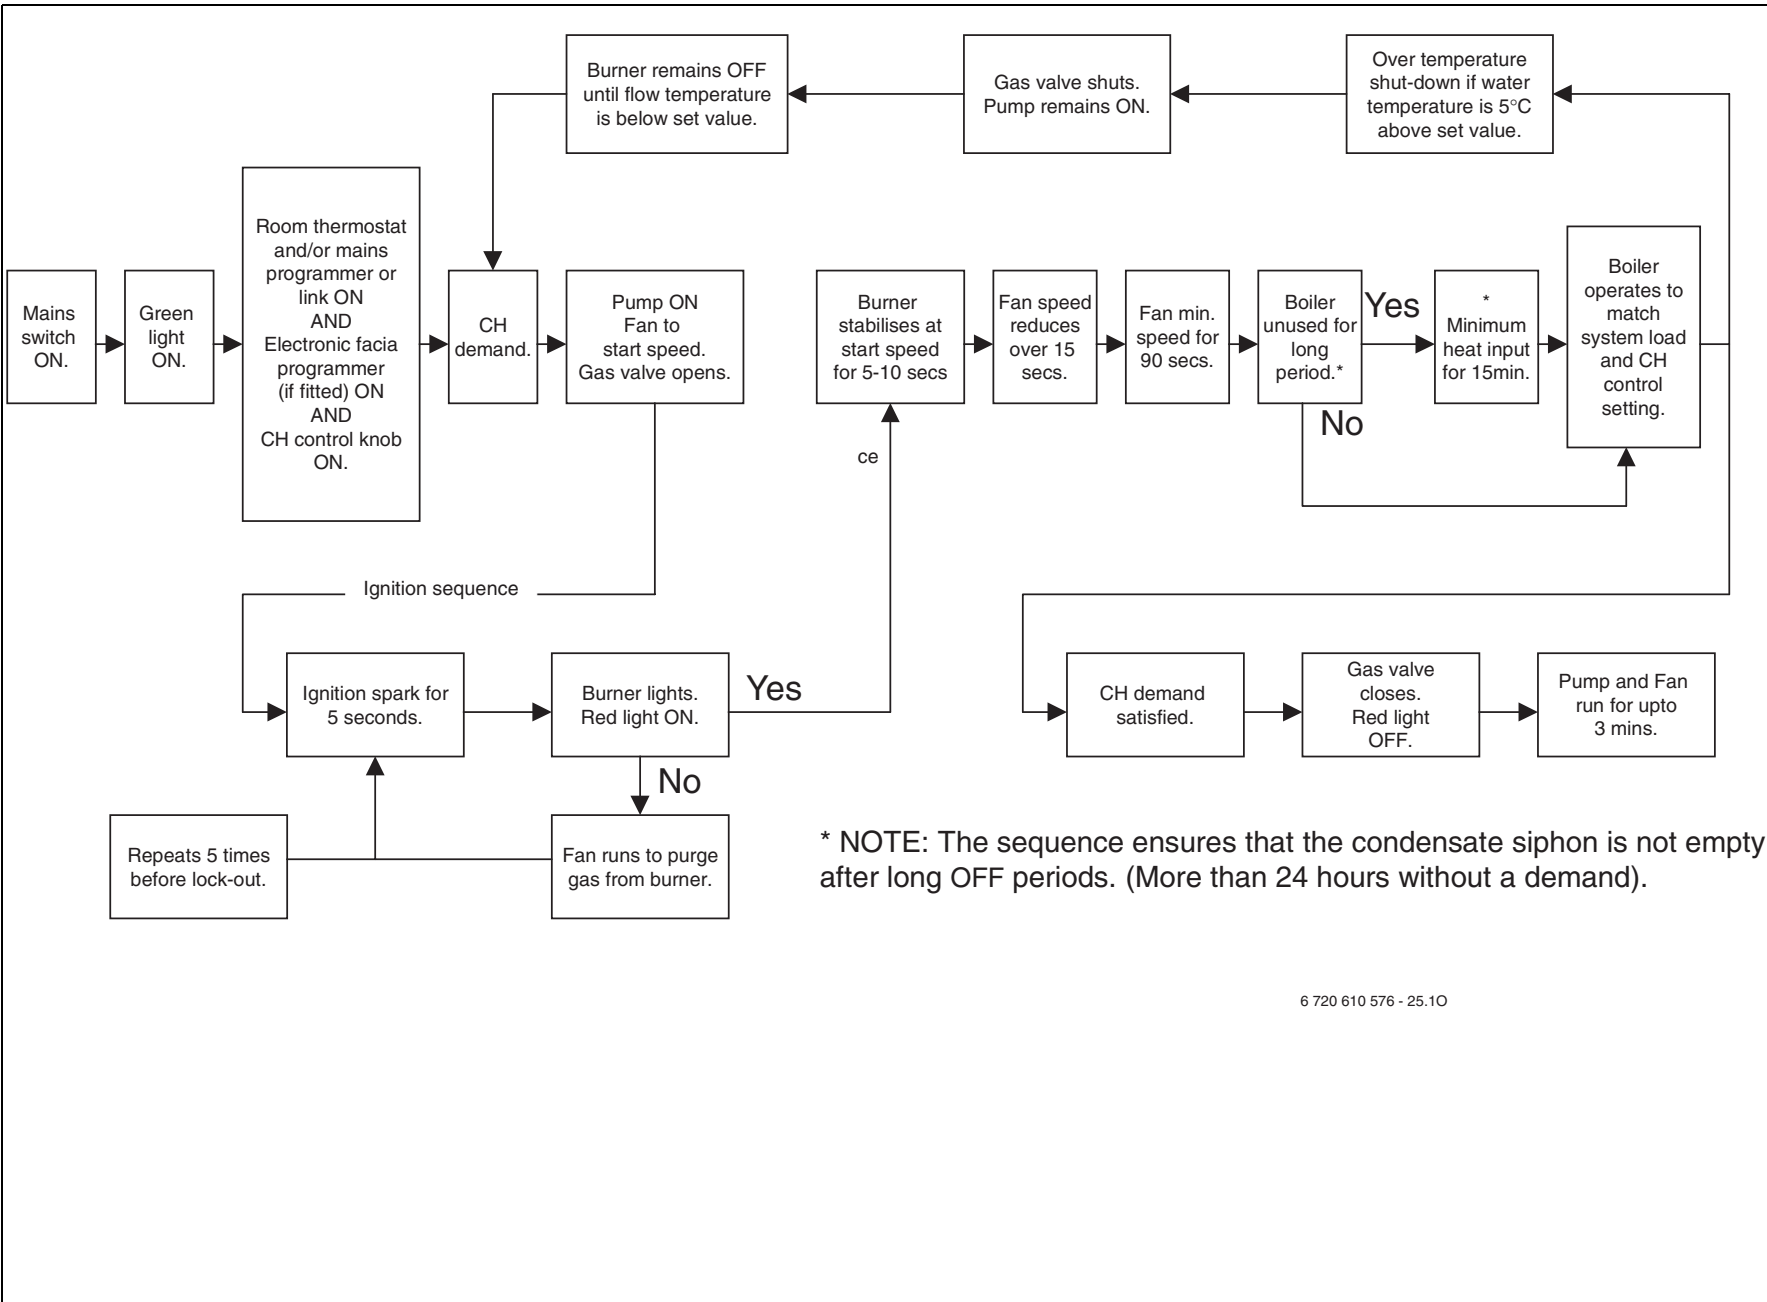 Burner remains OFF
until flow temperature
is below set value.
Gas valve shuts.
Pump remains ON.
Over temperature
shut-down if water
temperature is 5°C
above set value.
Mains
switch
ON.
Green
light
ON.
Room thermostat
and/or mains
programmer or
link ON
AND
Electronic facia
programmer
(if fitted) ON
AND
CH control knob
ON.
CH
demand.
Pump ON
Fan to
start speed.
Gas valve opens.
Burner
stabilises at
start speed
for 5-10 secs
Fan speed
reduces
over 15
secs.
Fan min.
speed for
90 secs.
Boiler
unused for
long
period.*
Yes
No
*
Minimum
heat input
for 15min.
Boiler
operates to
match
system load
and CH
control
setting.
ce
Ignition sequence
Ignition spark for
5 seconds.
Burner lights.
Red light ON.
Yes
No
CH demand
satisfied.
Gas valve
closes.
Red light
OFF.
Pump and Fan
run for upto
3 mins.
Repeats 5 times
before lock-out.
Fan runs to purge
gas from burner.
* NOTE: The sequence ensures that the condensate siphon is not empty
after long OFF periods. (More than 24 hours without a demand).
6 720 610 576 - 25.1O